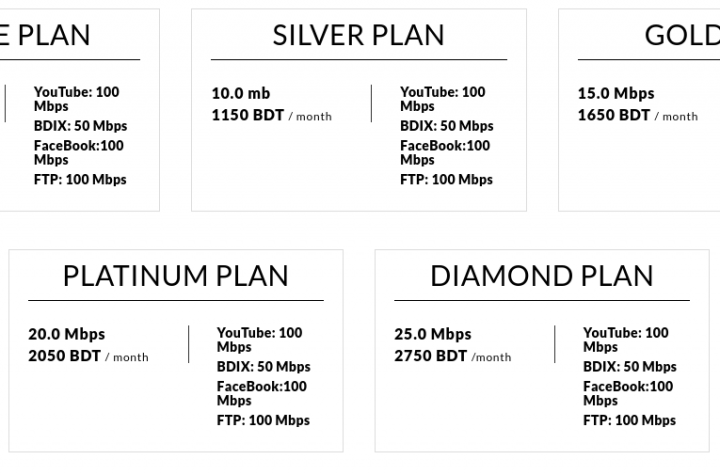 E PLAN
YouTube: 100
Mbps
BDIX: 50 Mbps
FaceBook:100
Mbps
FTP: 100 Mbps
SILVER PLAN
10.0 mb
1150 BDT / month
YouTube: 100
Mbps
BDIX: 50 Mbps
FaceBook:100
Mbps
FTP: 100 Mbps
GOLD
15.0 Mbps
1650 BDT / month
PLATINUM PLAN
20.0 Mbps
2050 BDT / month
YouTube: 100
Mbps
BDIX: 50 Mbps
FaceBook:100
Mbps
FTP: 100 Mbps
DIAMOND PLAN
25.0 Mbps
2750 BDT /month
YouTube: 100
Mbps
BDIX: 50 Mbps
FaceBook:100
Mbps
FTP: 100 Mbps